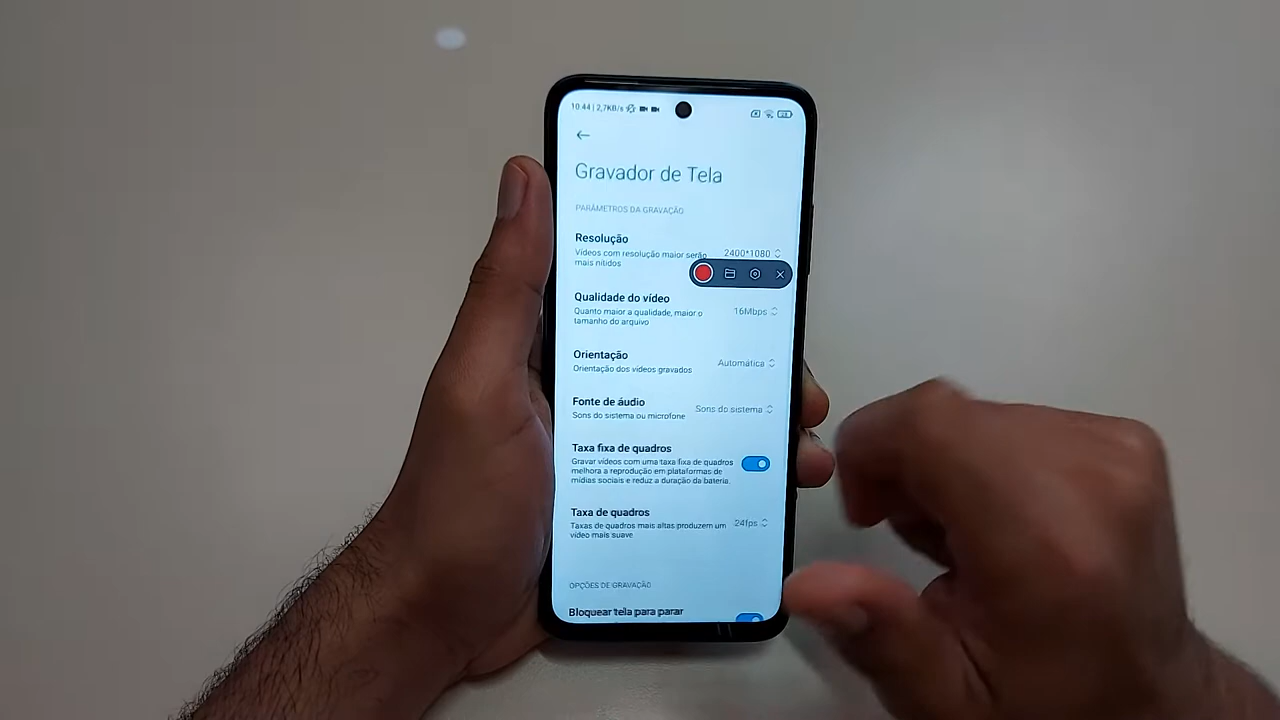 10:44 | 2,7KB/s
Gravador de Tela
PARÂMETROS DA GRAVAÇÃO
Resolução
Vídeos com resolução maior serão
mais nítidos
2400*1080
Qualidade do vídeo
Quanto maior a qualidade, maior o
tamanho do arquivo
16Mbps
Orientação
Orientação dos vídeos gravados
Automática
Fonte de áudio
Sons do sistema ou microfone
Sons do sistema
Taxa fixa de quadros
Gravar vídeos com uma taxa fixa de quadros
melhora a reprodução em plataformas de
mídias sociais e reduz a duração da bateria.
Taxa de quadros
Taxas de quadros mais altas produzem um
vídeo mais suave
24fps
OPÇÕES DE GRAVAÇÃO
Bloquear tela para parar